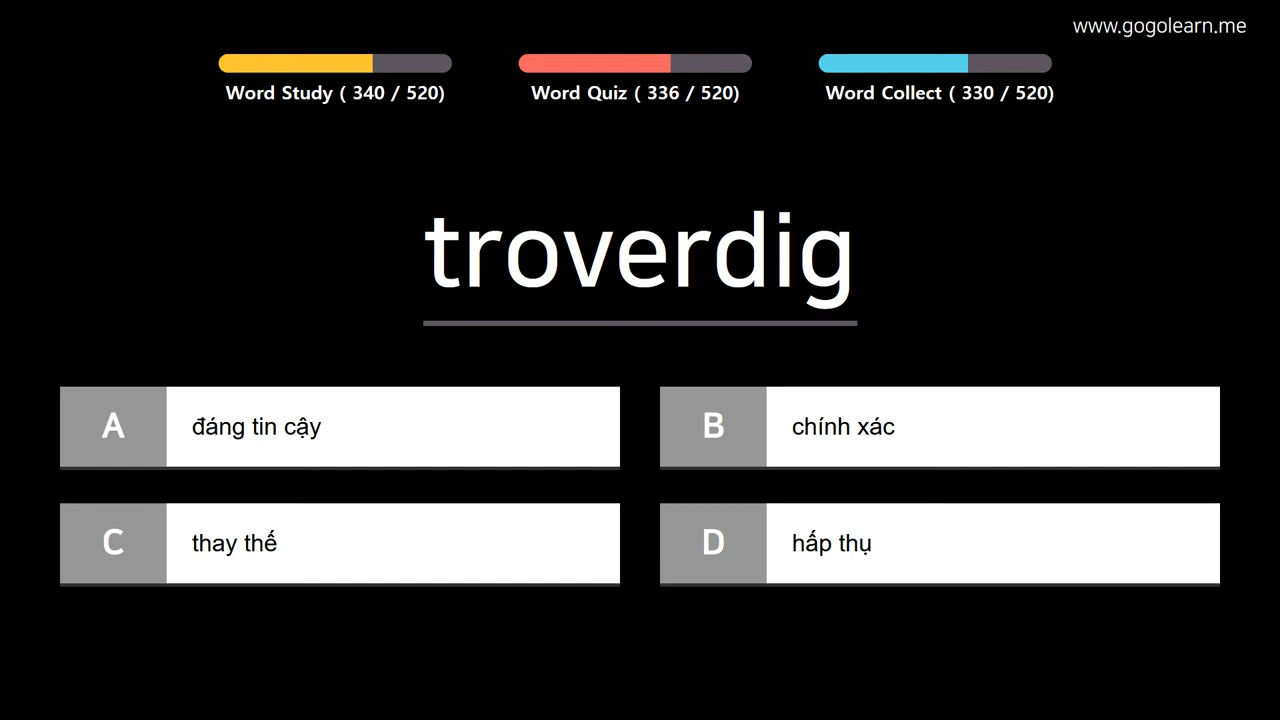 www.gogolearn.me
Word Study ( 340 / 520)
Word Quiz ( 336 / 520)
Word Collect ( 330 / 520)
troverdig
A đáng tin cậy
B chính xác
C thay thế
D hấp thụ